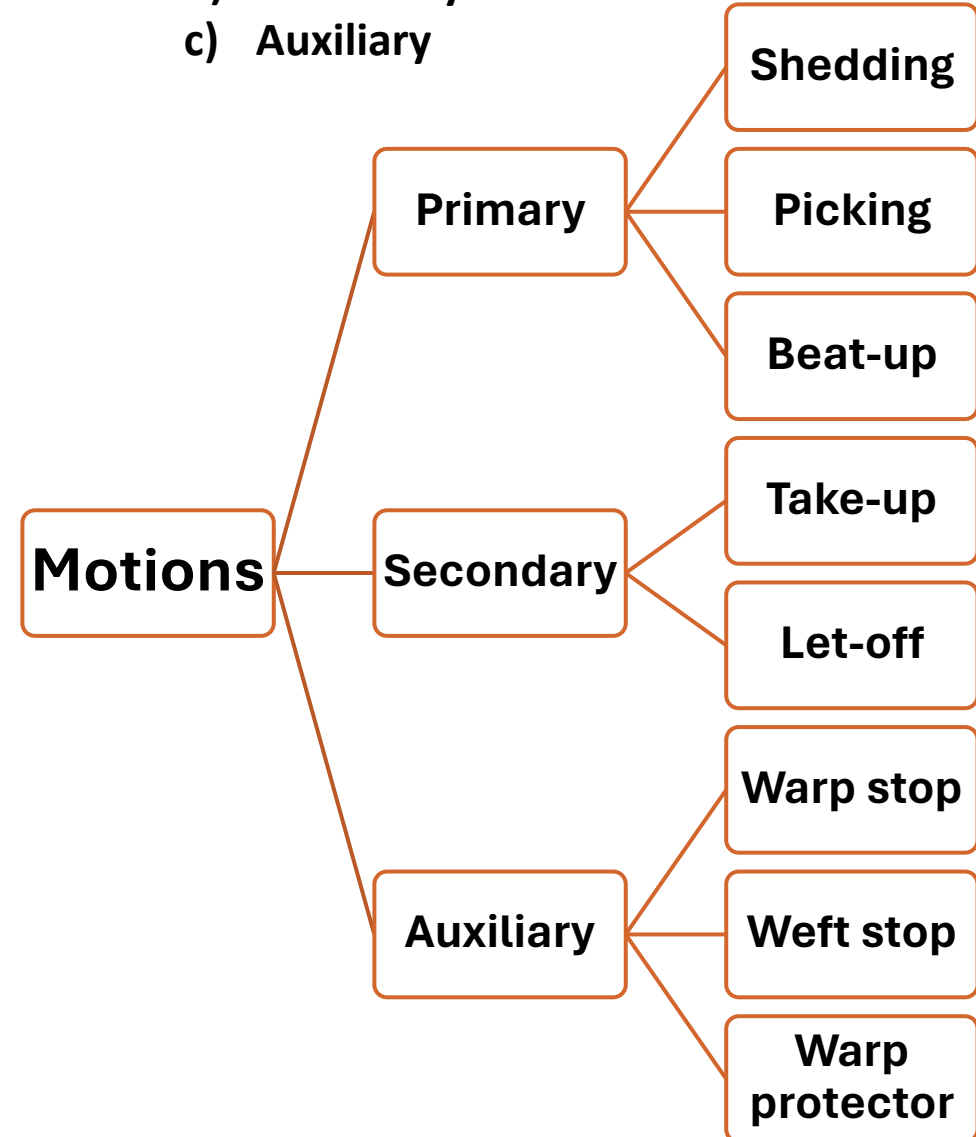 c) Auxiliary
Motions
Primary
Shedding
Picking
Beat-up
Secondary
Take-up
Let-off
Auxiliary
Warp stop
Weft stop
Warp
protector